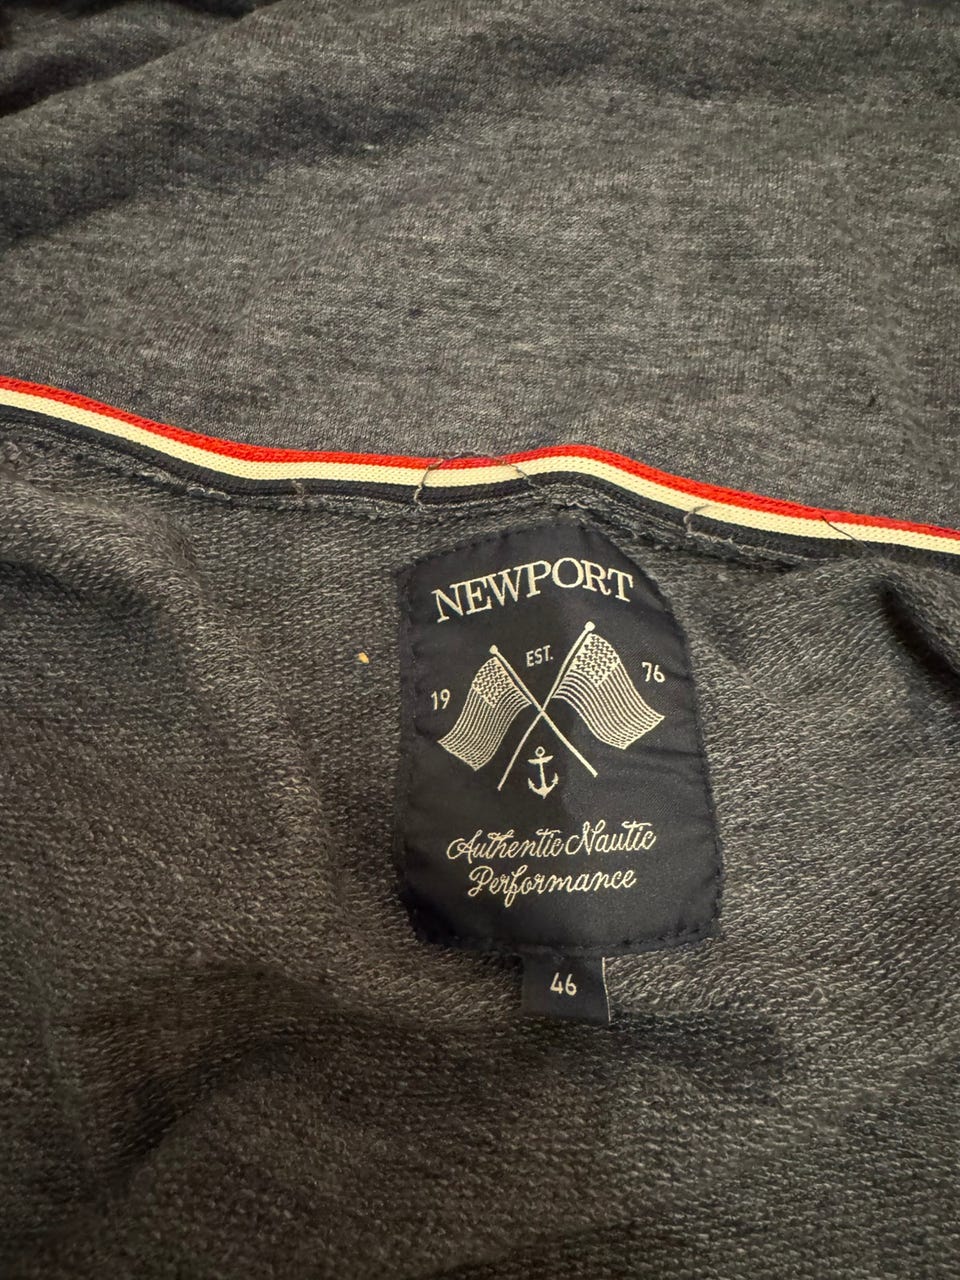 NEWPORT
EST.
19 76
Authentic Nautic
Performance
46